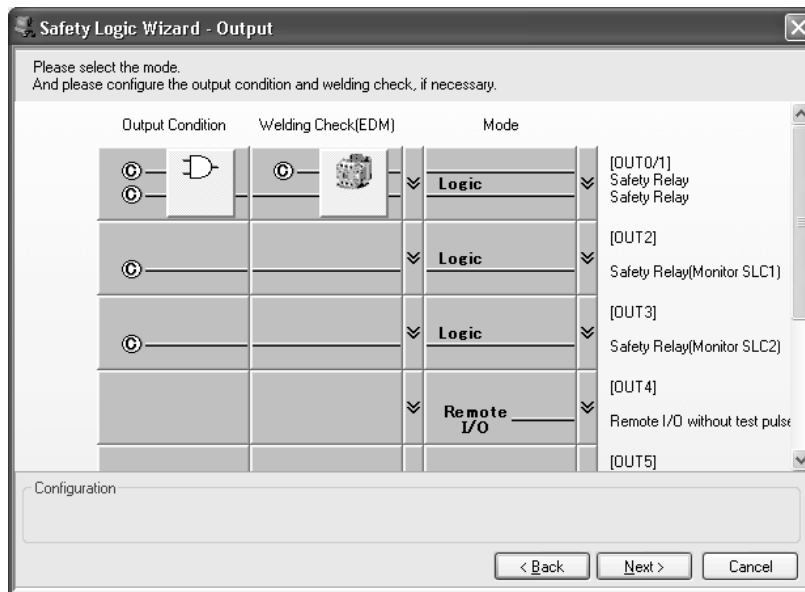 Safety Logic Wizard - Output
Please select the mode.
And please configure the output condition and welding check, if necessary.
Output Condition Welding Check(EDM) Mode
C C Logic [OUT0/1]
C Safety Relay
Safety Relay
[OUT2]
C Logic Safety Relay(Monitor SLC1)
[OUT3]
C Logic Safety Relay(Monitor SLC2)
[OUT4]
Remote I/O Remote I/O without test pulse
[OUT5]
Configuration
< Back Next > Cancel